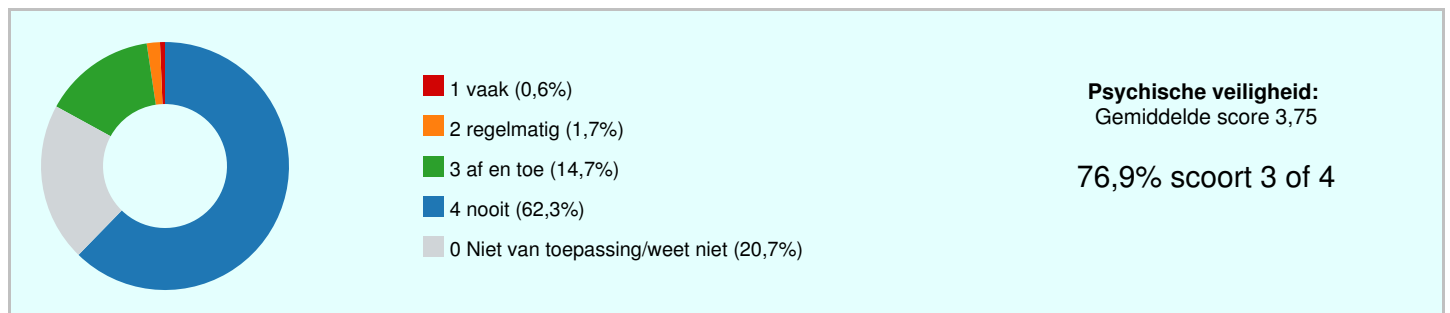 1 vaak (0,6%)
2 regelmatig (1,7%)
3 af en toe (14,7%)
4 nooit (62,3%)
0 Niet van toepassing/weet niet (20,7%)
Psychische veiligheid:
Gemiddelde score 3,75
76,9% scoort 3 of 4